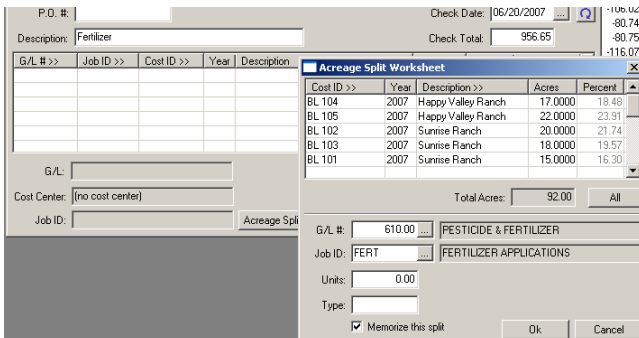 P.O. #:
Check Date: 06/20/2007 ...
-106.02
-80.74
Description: Fertilizer
Check Total: 956.65
-80.75
-116.07
G/L # >> Job ID >> Cost ID >> Year Description
Acreage Split Worksheet
Cost ID >> Year Description >> Acres Percent
BL 104 2007 Happy Valley Ranch 17.0000 18.48
BL 105 2007 Happy Valley Ranch 22.0000 23.91
BL 102 2007 Sunrise Ranch 20.0000 21.74
BL 103 2007 Sunrise Ranch 18.0000 19.57
BL 101 2007 Sunrise Ranch 15.0000 16.30
Total Acres: 92.00 All
G/L:
Cost Center: (no cost center)
Job ID:
Acreage Spli
G/L #: 610.00 ... PESTICIDE & FERTILIZER
Job ID: FERT ... FERTILIZER APPLICATIONS
Units: 0.00
Type:
Memorize this split
Ok Cancel